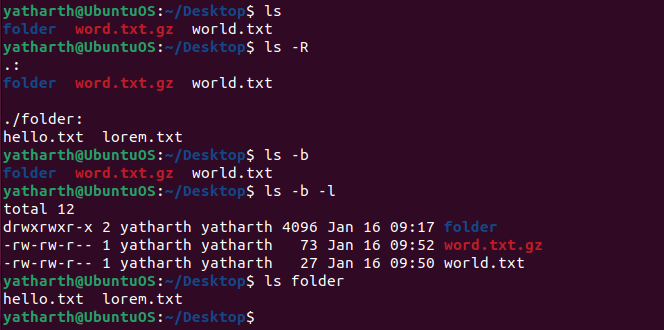 yatharth@UbuntuOS:~/Desktop$ ls
folder  word.txt.gz  world.txt
yatharth@UbuntuOS:~/Desktop$ ls -R
.:
folder  word.txt.gz  world.txt

./folder:
hello.txt  lorem.txt
yatharth@UbuntuOS:~/Desktop$ ls -b
folder  word.txt.gz  world.txt
yatharth@UbuntuOS:~/Desktop$ ls -b -l
total 12
drwxrwxr-x 2 yatharth yatharth 4096 Jan 16 09:17 folder
-rw-rw-r-- 1 yatharth yatharth   73 Jan 16 09:52 word.txt.gz
-rw-rw-r-- 1 yatharth yatharth   27 Jan 16 09:50 world.txt
yatharth@UbuntuOS:~/Desktop$ ls folder
hello.txt  lorem.txt
yatharth@UbuntuOS:~/Desktop$